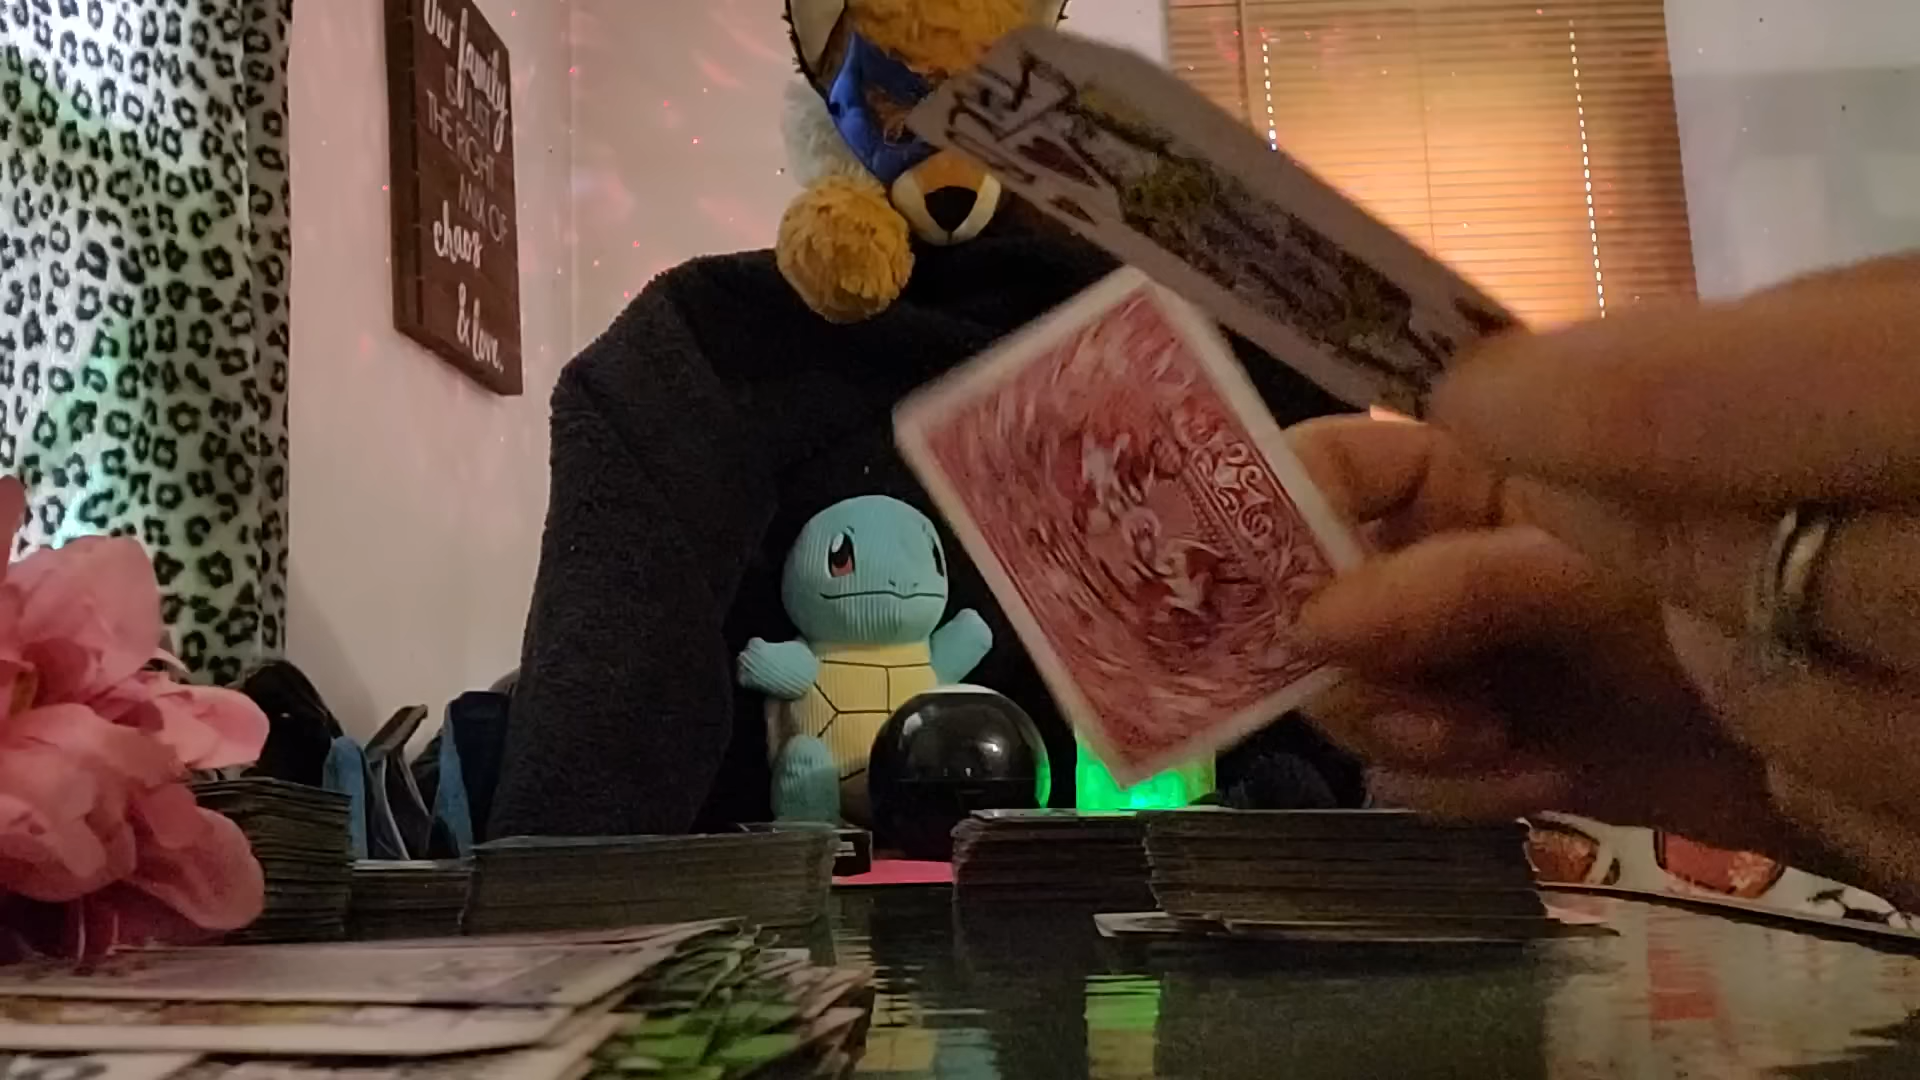 Our family
IS JUST
THE RIGHT
MIX OF
chaos
& love.